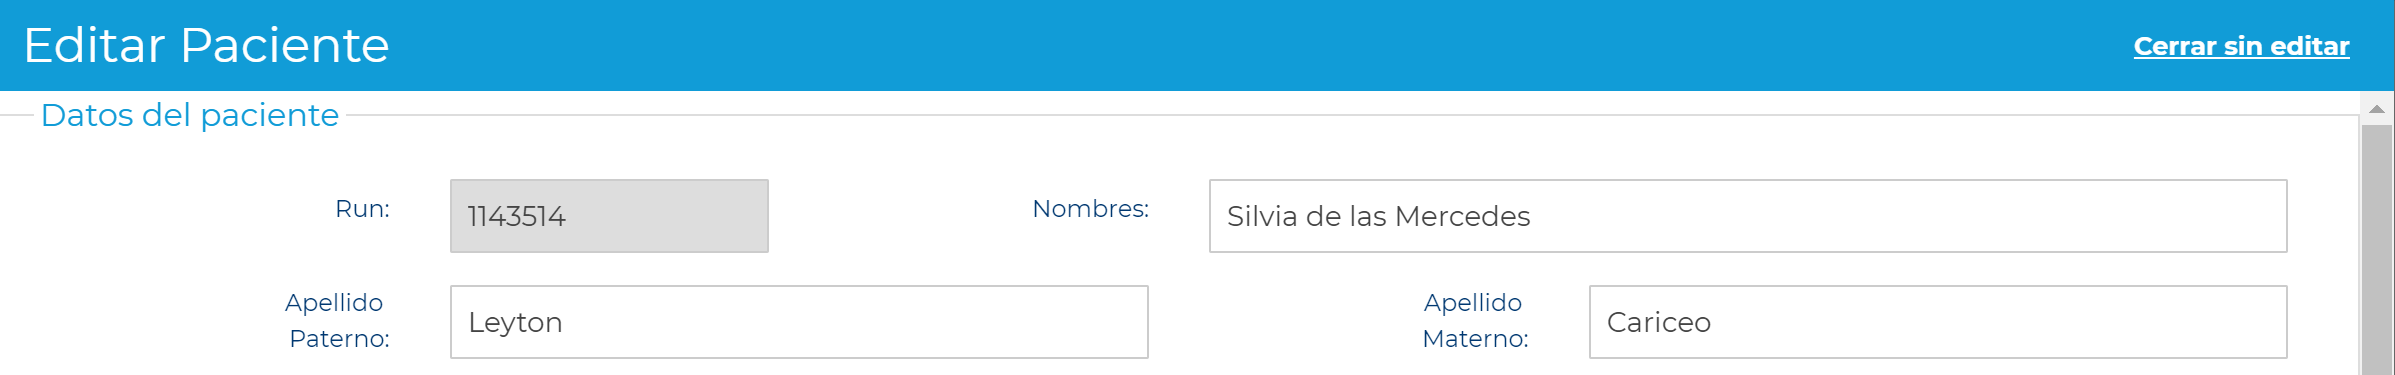 Editar Paciente
Cerrar sin editar
Datos del paciente
Run:
1143514
Nombres:
Silvia de las Mercedes
Apellido
Paterno:
Leyton
Apellido
Materno:
Cariceo